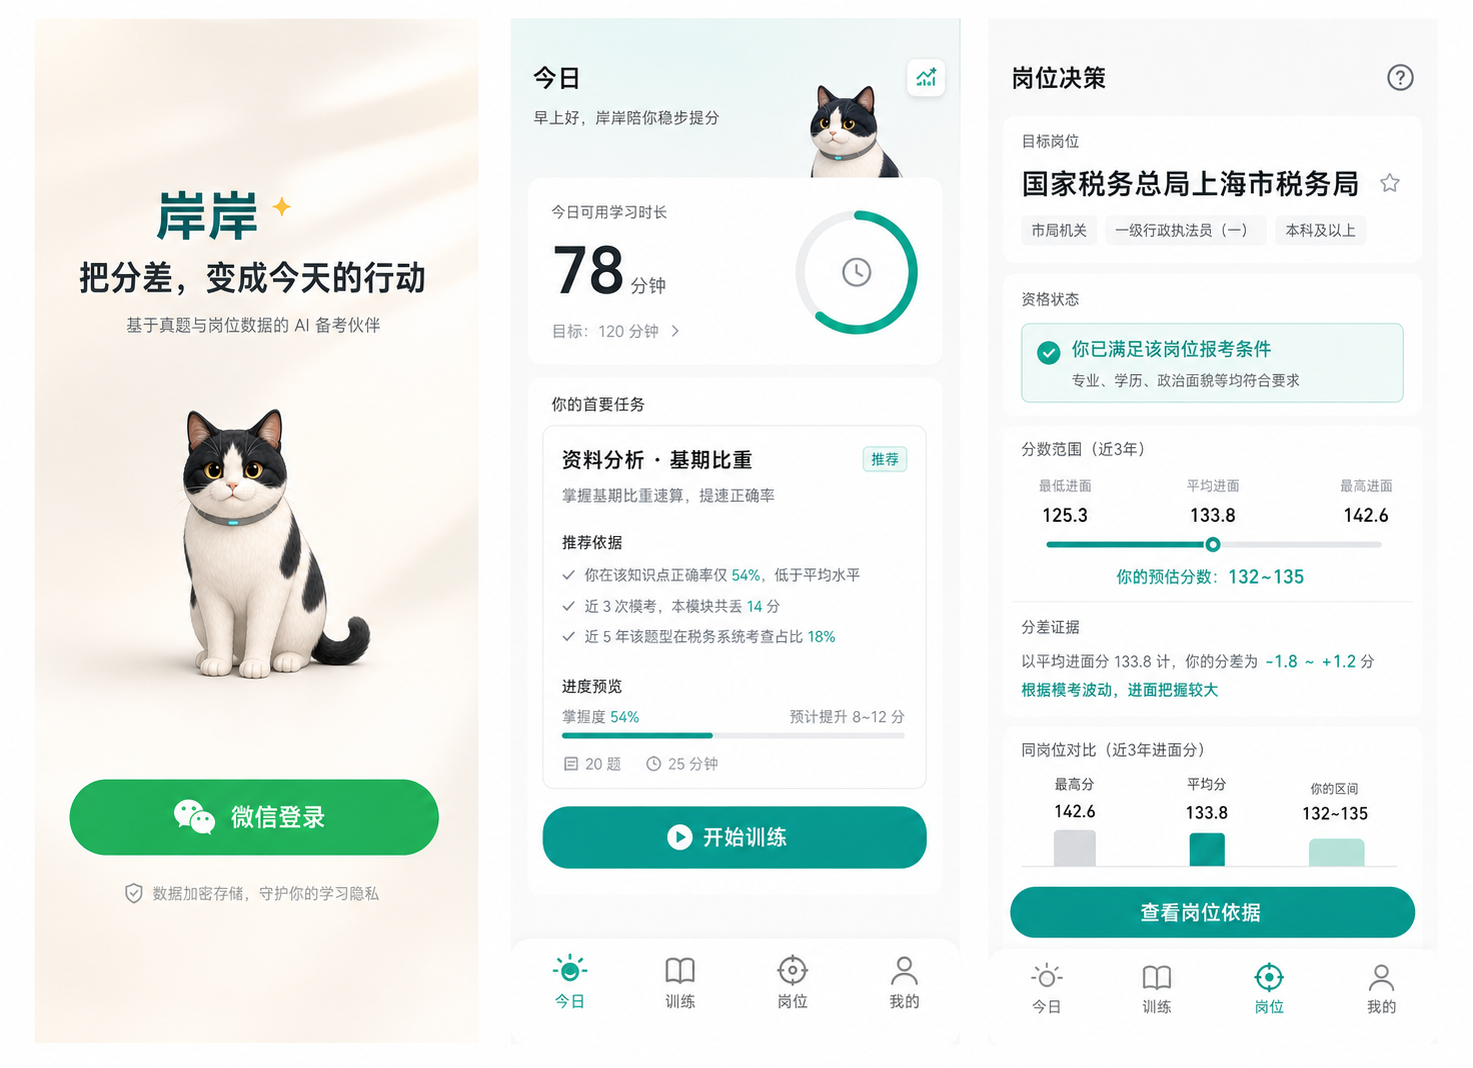 岸岸
把分差，变成今天的行动
基于真题与岗位数据的 AI 备考伙伴
微信登录
数据加密存储，守护你的学习隐私
今日
早上好，岸岸陪你稳步提分
今日可用学习时长
78 分钟
目标：120 分钟
你的首要任务
资料分析 · 基期比重
推荐
掌握基期比重速算，提速正确率
推荐依据
你在该知识点正确率仅 54%，低于平均水平
近 3 次模考，本模块共丢 14 分
近 5 年该题型在税务系统考查占比 18%
进度预览
掌握度 54%
预计提升 8~12 分
20 题
25 分钟
开始训练
今日
训练
岗位
我的
岗位决策
?
目标岗位
国家税务总局上海市税务局
市局机关
一级行政执法员（一）
本科及以上
资格状态
你已满足该岗位报考条件
专业、学历、政治面貌等均符合要求
分数范围（近3年）
最低进面
平均进面
最高进面
125.3
133.8
142.6
你的预估分数：132~135
分差证据
以平均进面分 133.8 计，你的分差为 -1.8 ~ +1.2 分
根据模考波动，进面把握较大
同岗位对比（近3年进面分）
最高分
平均分
你的区间
142.6
133.8
132~135
查看岗位依据
今日
训练
岗位
我的